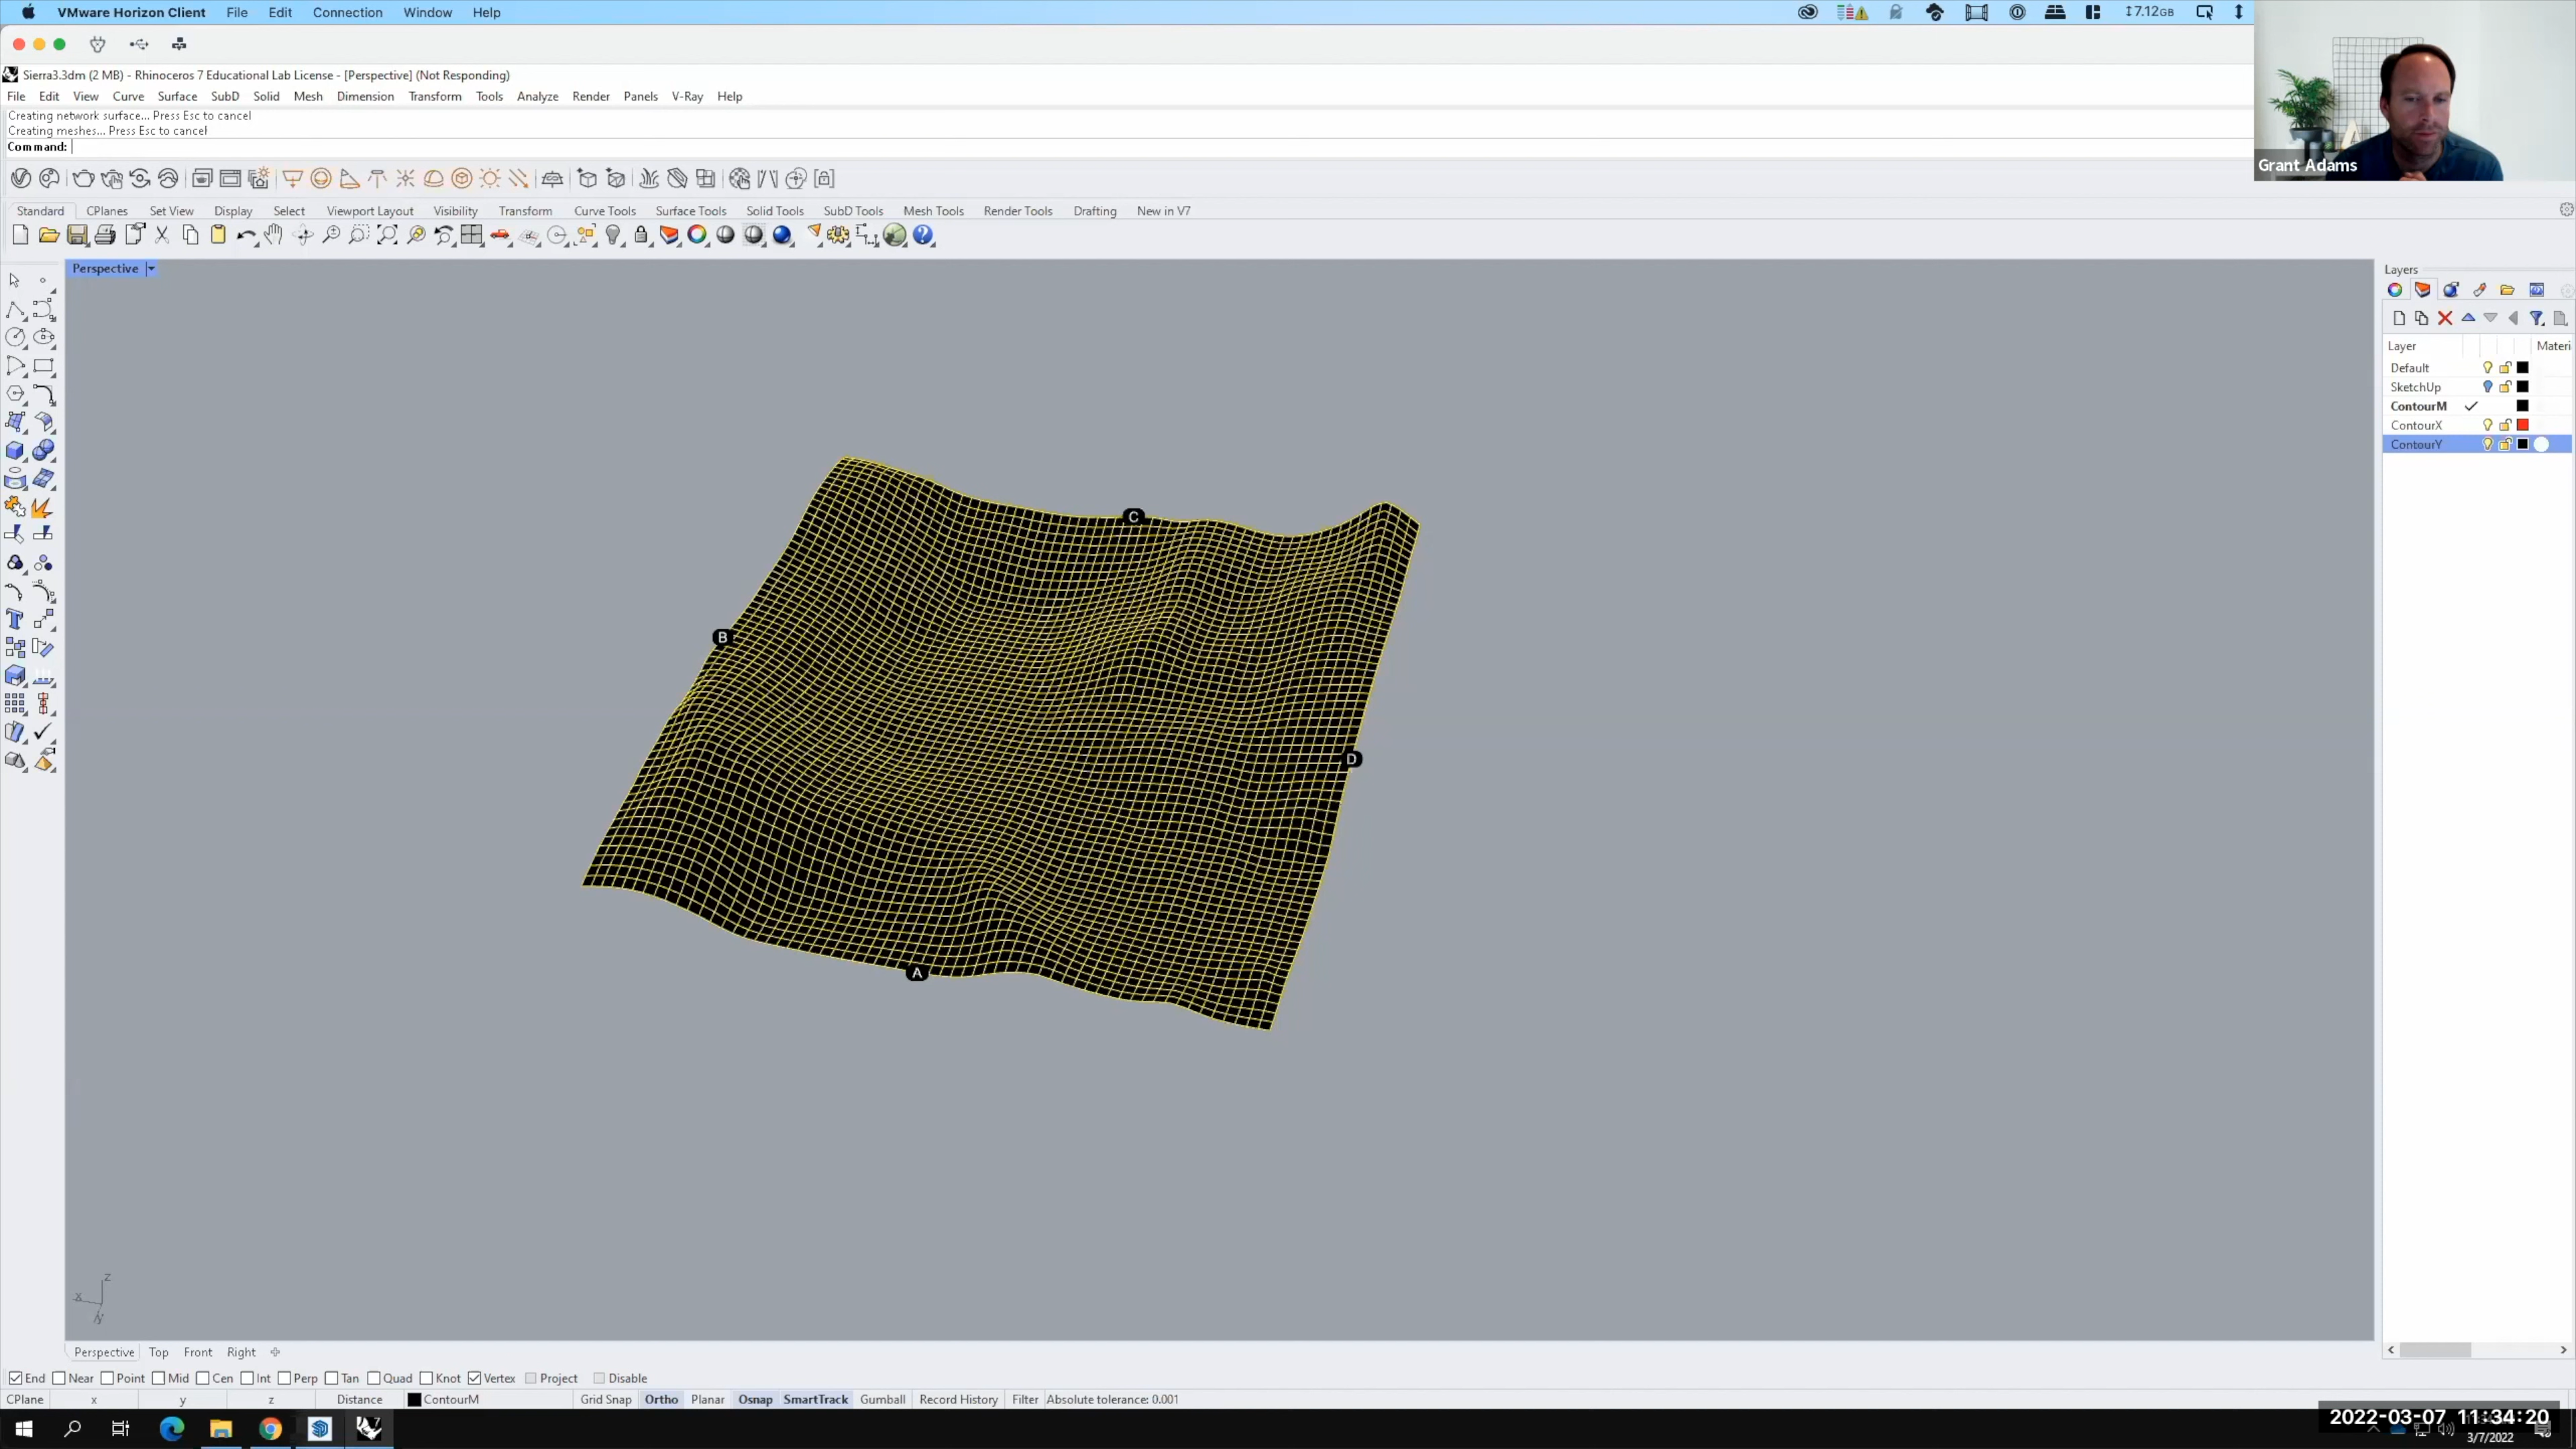 VMware Horizon Client File Edit Connection Window Help
7.12GB
Sierra3.3dm (2 MB) - Rhinoceros 7 Educational Lab License - [Perspective] (Not Responding)
File Edit View Curve Surface SubD Solid Mesh Dimension Transform Tools Analyze Render Panels V-Ray Help
Creating network surface... Press Esc to cancel
Creating meshes... Press Esc to cancel
Command:
Grant Adams
Standard CPlanes Set View Display Select Viewport Layout Visibility Transform Curve Tools Surface Tools Solid Tools SubD Tools Mesh Tools Render Tools Drafting New in V7
Perspective
Layers
Layer Materi
Default
SketchUp
ContourM
ContourX
ContourY
C
B
D
A
z
x
y
Perspective Top Front Right
End Near Point Mid Cen Int Perp Tan Quad Knot Vertex Project Disable
CPlane x y z Distance ContourM Grid Snap Ortho Planar Osnap SmartTrack Gumball Record History Filter Absolute tolerance: 0.001
7
2022-03-07 11:34:20
3/7/2022